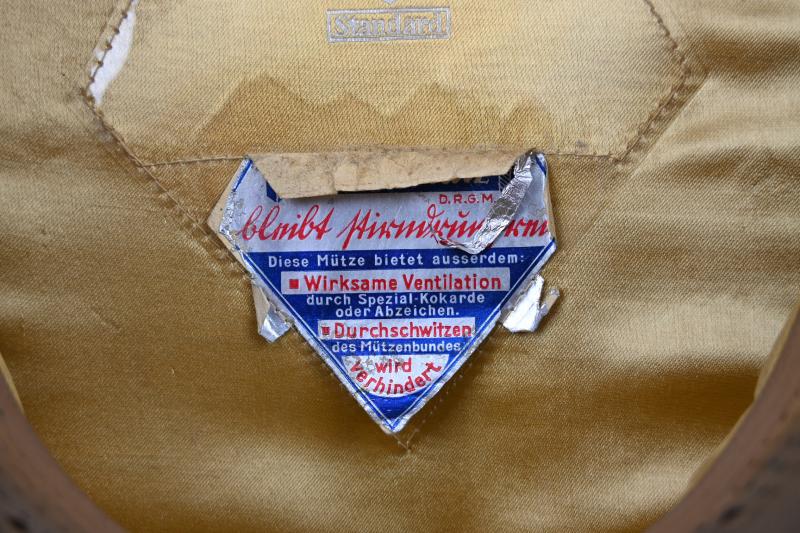 Standard
D.R.G.M.
bleibt
Diese Mütze bietet ausserdem:
Wirksame Ventilation
durch Spezial-Kokarde
oder Abzeichen.
Durchschwitzen
des Mützenbundes
wird
verhindert